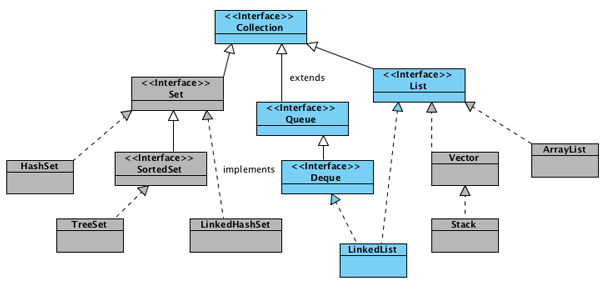 <<Interface>>
Collection
extends
<<Interface>>
Set
<<Interface>>
List
<<Interface>>
Queue
HashSet
<<Interface>>
SortedSet
implements
<<Interface>>
Deque
Vector
ArrayList
TreeSet
LinkedHashSet
LinkedList
Stack